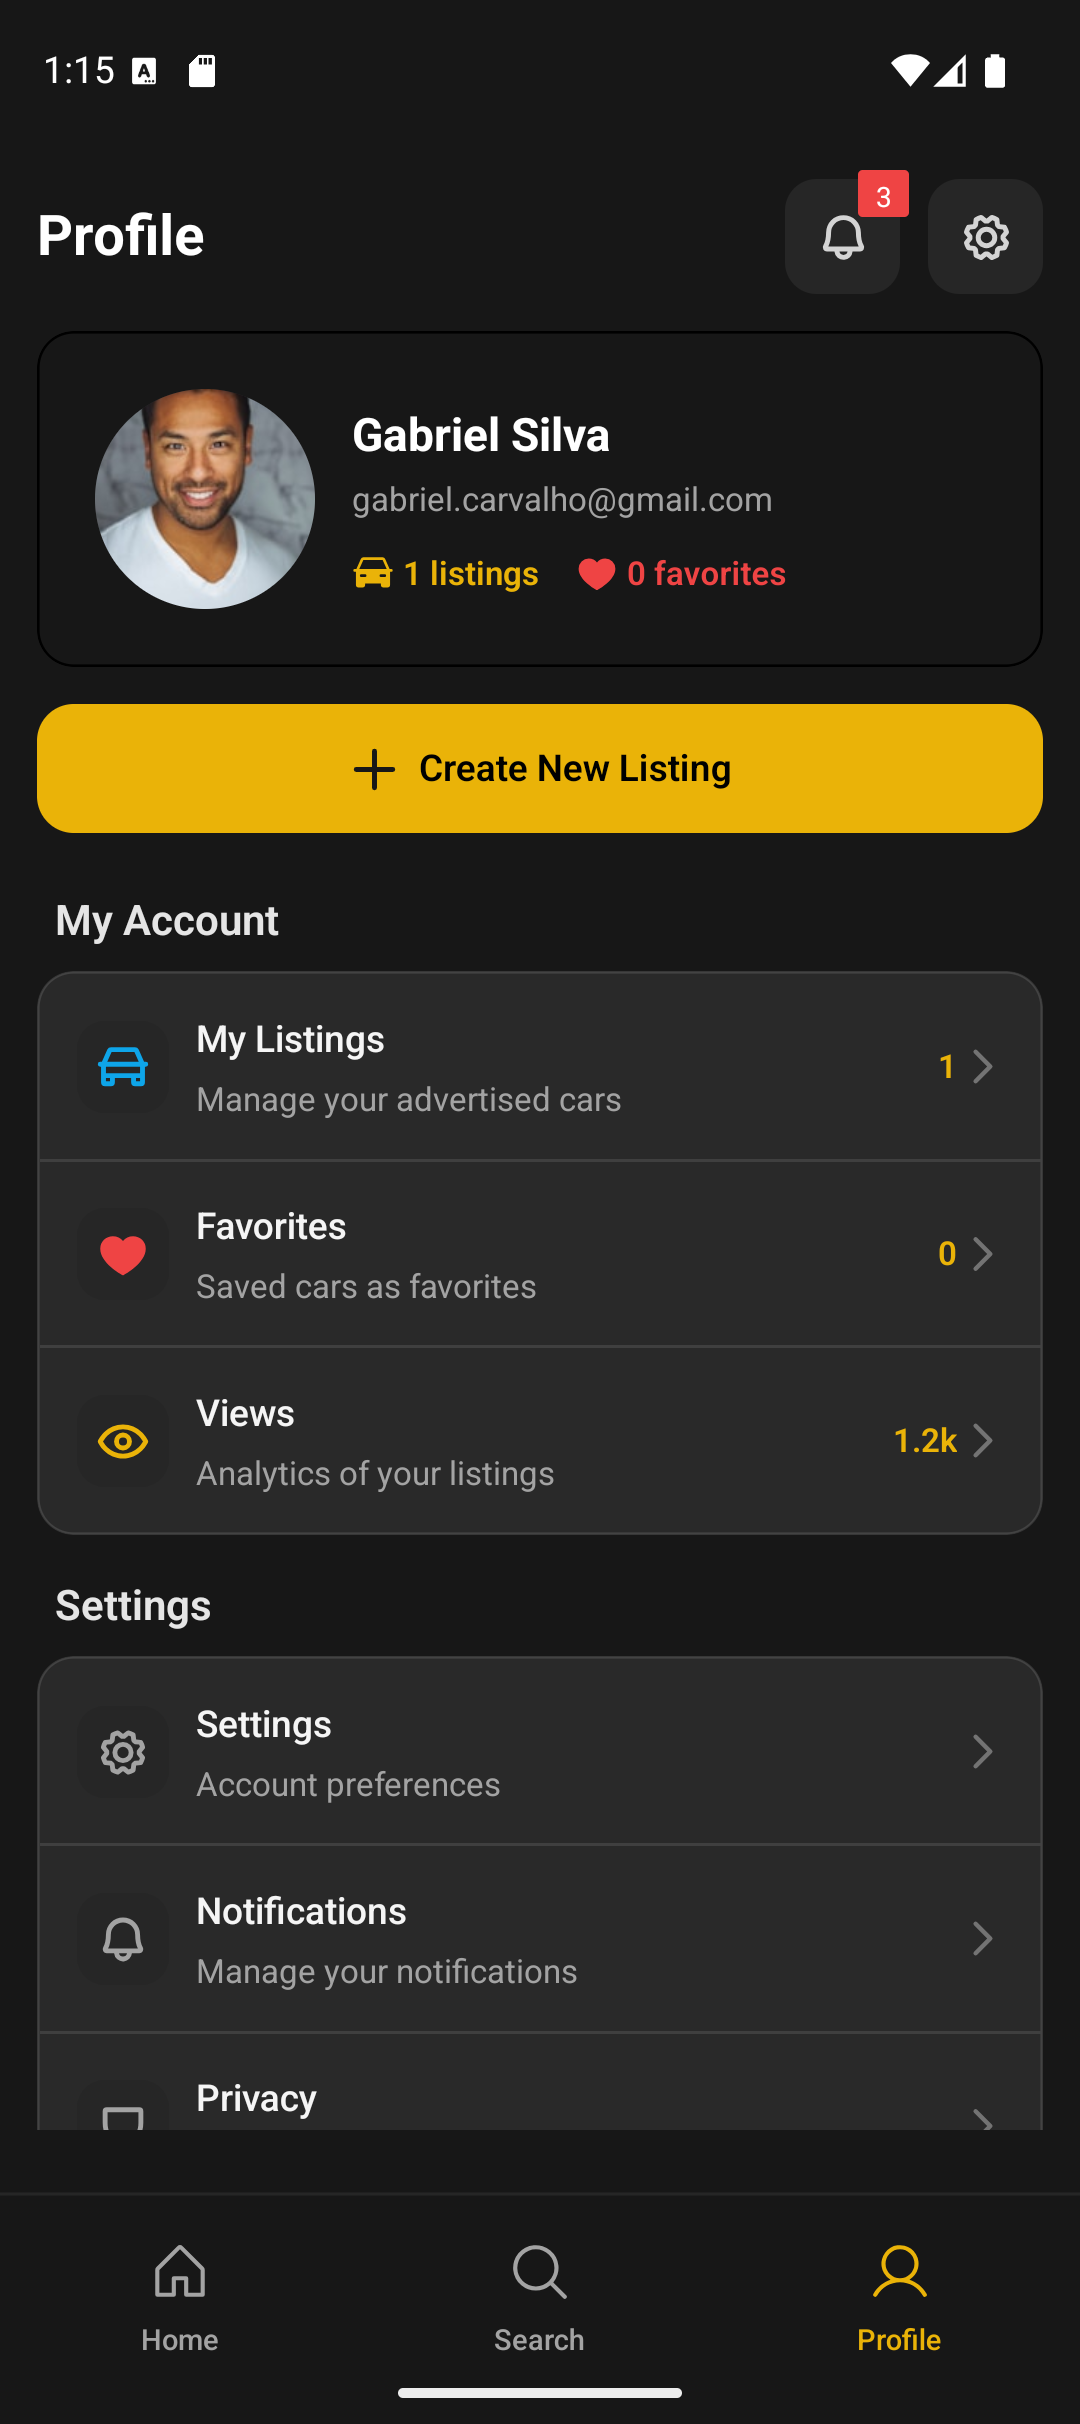 1:15
Profile
3
Gabriel Silva
gabriel.carvalho@gmail.com
1 listings 0 favorites
Create New Listing
My Account
My Listings
Manage your advertised cars
1
Favorites
Saved cars as favorites
0
Views
Analytics of your listings
1.2k
Settings
Settings
Account preferences
Notifications
Manage your notifications
Privacy
Home Search Profile